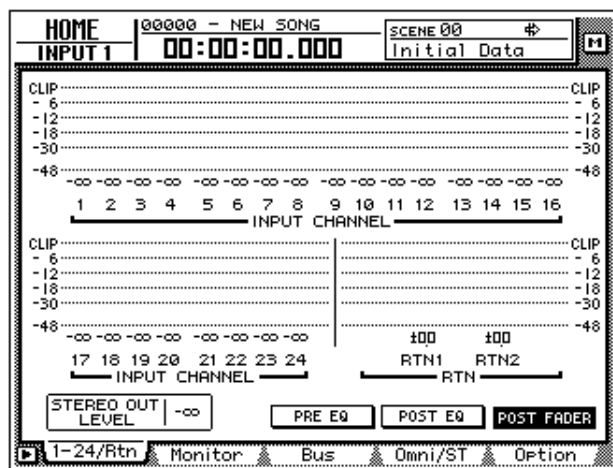 HOME
INPUT 1
00000 - NEW SONG
00:00:00.000
SCENE 00
Initial Data
M
CLIP CLIP
- 6 - 6
-12 -12
-18 -18
-30 -30
-48 -48
-∞ -∞ -∞ -∞ -∞ -∞ -∞ -∞ -∞ -∞ -∞ -∞ -∞ -∞ -∞ -∞
1 2 3 4 5 6 7 8 9 10 11 12 13 14 15 16
INPUT CHANNEL
CLIP CLIP
- 6 - 6
-12 -12
-18 -18
-30 -30
-48 -48
-∞ -∞ -∞ -∞ -∞ -∞ -∞ -∞ ±00 ±00
17 18 19 20 21 22 23 24 RTN1 RTN2
INPUT CHANNEL RTN
STEREO OUT LEVEL -∞
PRE EQ POST EQ POST FADER
1-24/Rtn Monitor Bus Omni/ST Option